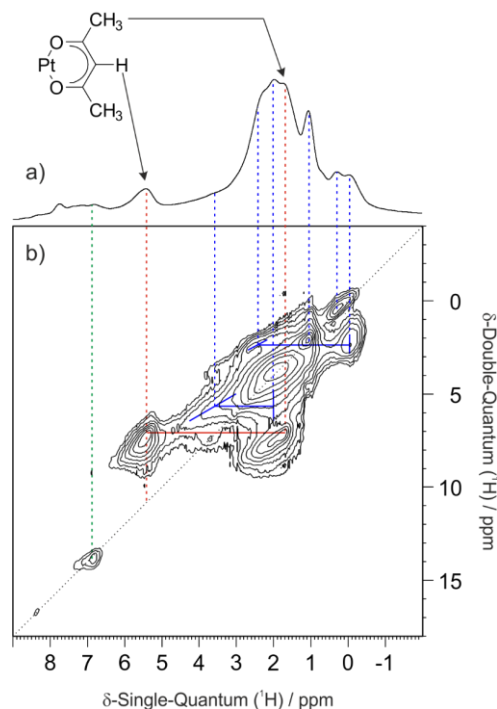 a)
CH₃
O
Pt
H
O
CH₃
b)
0
5
10
15
δ-Double-Quantum (¹H) / ppm
8 7 6 5 4 3 2 1 0 -1
δ-Single-Quantum (¹H) / ppm